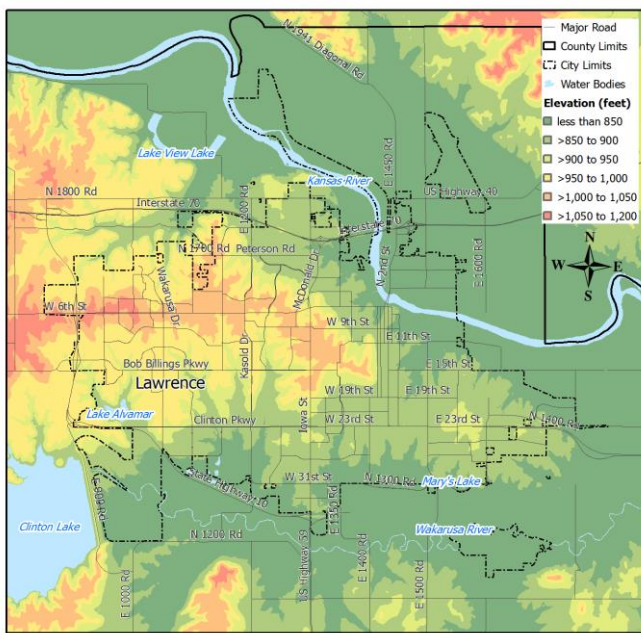 Major Road
County Limits
City Limits
Water Bodies
Elevation (feet)
less than 850
>850 to 900
>900 to 950
>950 to 1,000
>1,000 to 1,050
>1,050 to 1,200
N
W E
S
N 1941 Diagonal Rd
Lake View Lake
Kansas River
E 1450 Rd
N 1800 Rd
E 1200 Rd
US Highway 40
Interstate 70
Interstate 70
N 1700 Rd
Peterson Rd
McDonald Dr
N 2nd St
E 1600 Rd
Wakarusa Dr
W 6th St
W 9th St
E 11th St
Kasold Dr
Bob Billings Pkwy
E 15th St
Lawrence
W 19th St
E 19th St
Lake Alvamar
Clinton Pkwy
Iowa St
W 23rd St
E 23rd St
N 1400 Rd
W 31st St
N 1300 Rd
Mary's Lake
State Highway 10
E 900 Rd
E 1350 Rd
Clinton Lake
N 1200 Rd
Wakarusa River
E 1000 Rd
US Highway 59
E 1400 Rd
E 1500 Rd